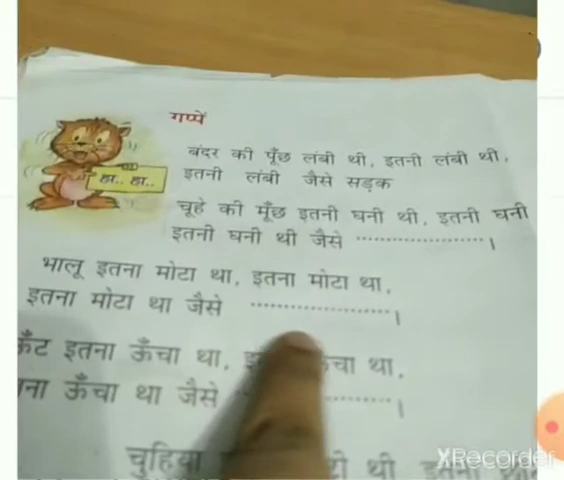 गप्पें
हा.. हा..
बंदर की पूँछ लंबी थी, इतनी लंबी थी,
इतनी लंबी जैसे सड़क
चूहे की मूँछ इतनी घनी थी, इतनी घनी
इतनी घनी थी जैसे ...................।
भालू इतना मोटा था, इतना मोटा था,
इतना मोटा था जैसे ...................।
इतना ऊँचा था, था,
ऊँचा था जैसे ...................।
चुहिया थी
XRecorder